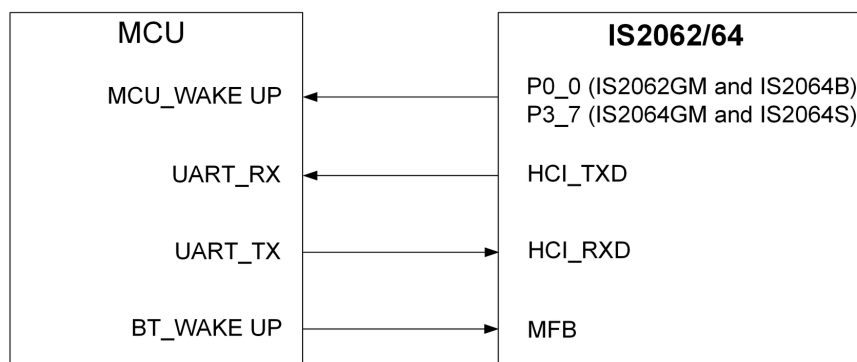 MCU
IS2062/64
MCU_WAKE UP
P0_0 (IS2062GM and IS2064B)
P3_7 (IS2064GM and IS2064S)
UART_RX
HCI_TXD
UART_TX
HCI_RXD
BT_WAKE UP
MFB